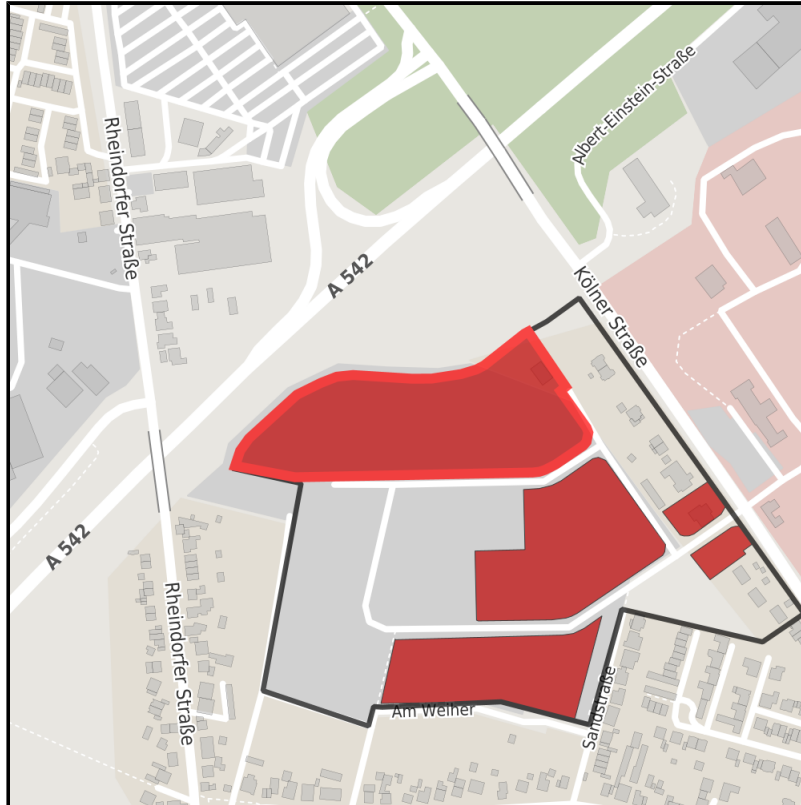 Albert-Einstein-Straße
Rheindorfer Straße
A 542
Kölner Straße
A 542
Rheindorfer Straße
Sandstraße
Am Weiher